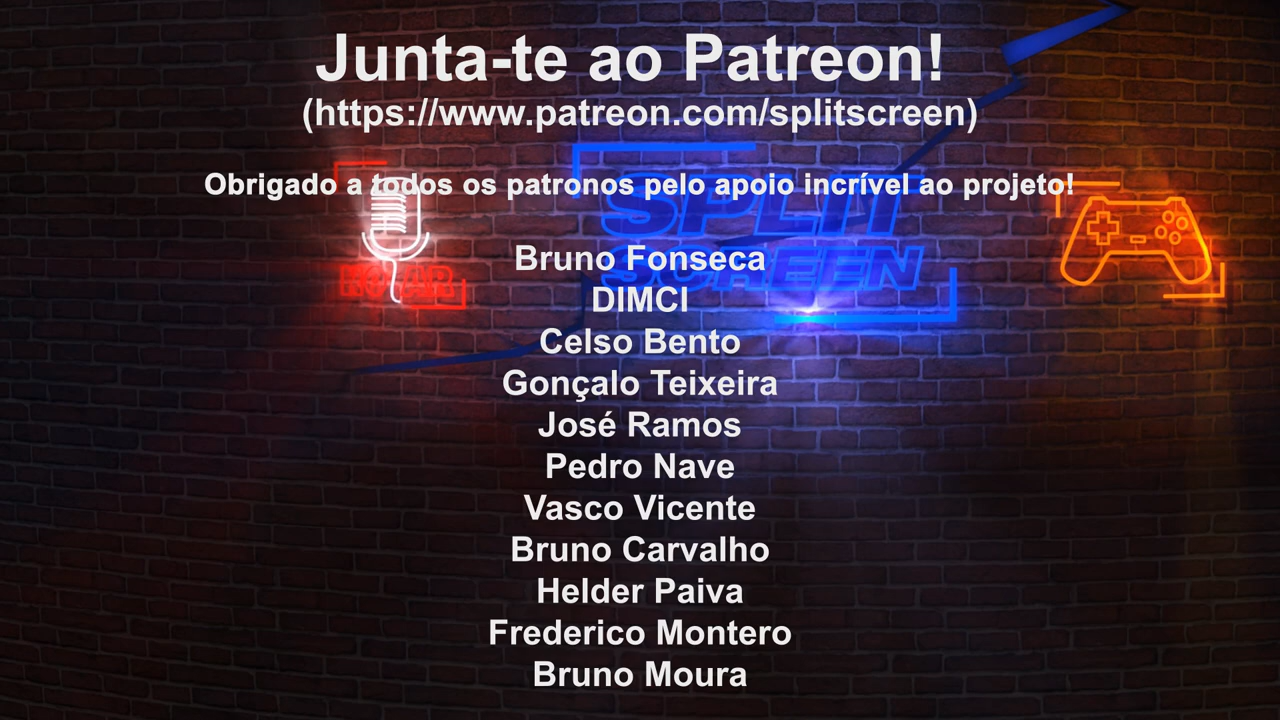 Junta-te ao Patreon!
(https://www.patreon.com/splitscreen)
Obrigado a todos os patronos pelo apoio incrível ao projeto!
SPLIT
SCREEN
Bruno Fonseca
DIMCI
Celso Bento
Gonçalo Teixeira
José Ramos
Pedro Nave
Vasco Vicente
Bruno Carvalho
Helder Paiva
Frederico Montero
Bruno Moura